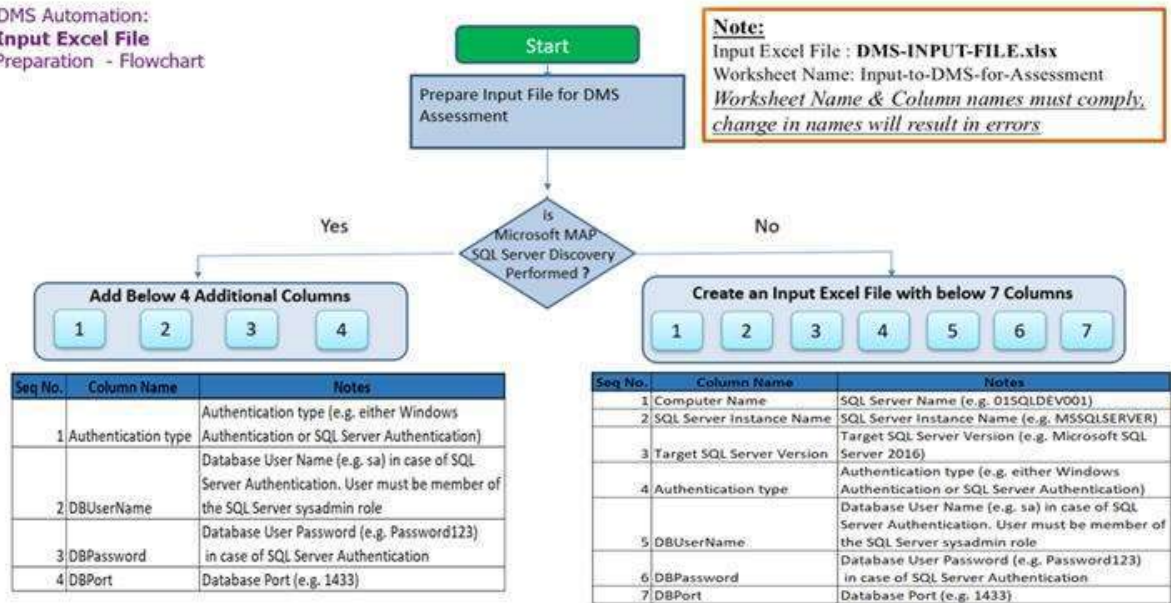 DMS Automation:
Input Excel File
Preparation - Flowchart
Start
Note:
Input Excel File : DMS-INPUT-FILE.xlsx
Worksheet Name: Input-to-DMS-for-Assessment
Worksheet Name & Column names must comply,
change in names will result in errors
Prepare Input File for DMS
Assessment
is
Microsoft MAP
SQL Server Discovery
Performed ?
Yes
No
Add Below 4 Additional Columns
1 2 3 4
Seq No. Column Name Notes
1 Authentication type Authentication type (e.g. either Windows
Authentication or SQL Server Authentication)
2 DBUserName Database User Name (e.g. sa) in case of SQL
Server Authentication. User must be member of
the SQL Server sysadmin role
3 DBPassword Database User Password (e.g. Password123)
in case of SQL Server Authentication
4 DBPort Database Port (e.g. 1433)
Create an Input Excel File with below 7 Columns
1 2 3 4 5 6 7
Seq No. Column Name Notes
1 Computer Name SQL Server Name (e.g. 01SQLDEV001)
2 SQL Server Instance Name SQL Server Instance Name (e.g. MSSQLSERVER)
3 Target SQL Server Version Target SQL Server Version (e.g. Microsoft SQL
Server 2016)
4 Authentication type Authentication type (e.g. either Windows
Authentication or SQL Server Authentication)
5 DBUserName Database User Name (e.g. sa) in case of SQL
Server Authentication. User must be member of
the SQL Server sysadmin role
6 DBPassword Database User Password (e.g. Password123)
in case of SQL Server Authentication
7 DBPort Database Port (e.g. 1433)